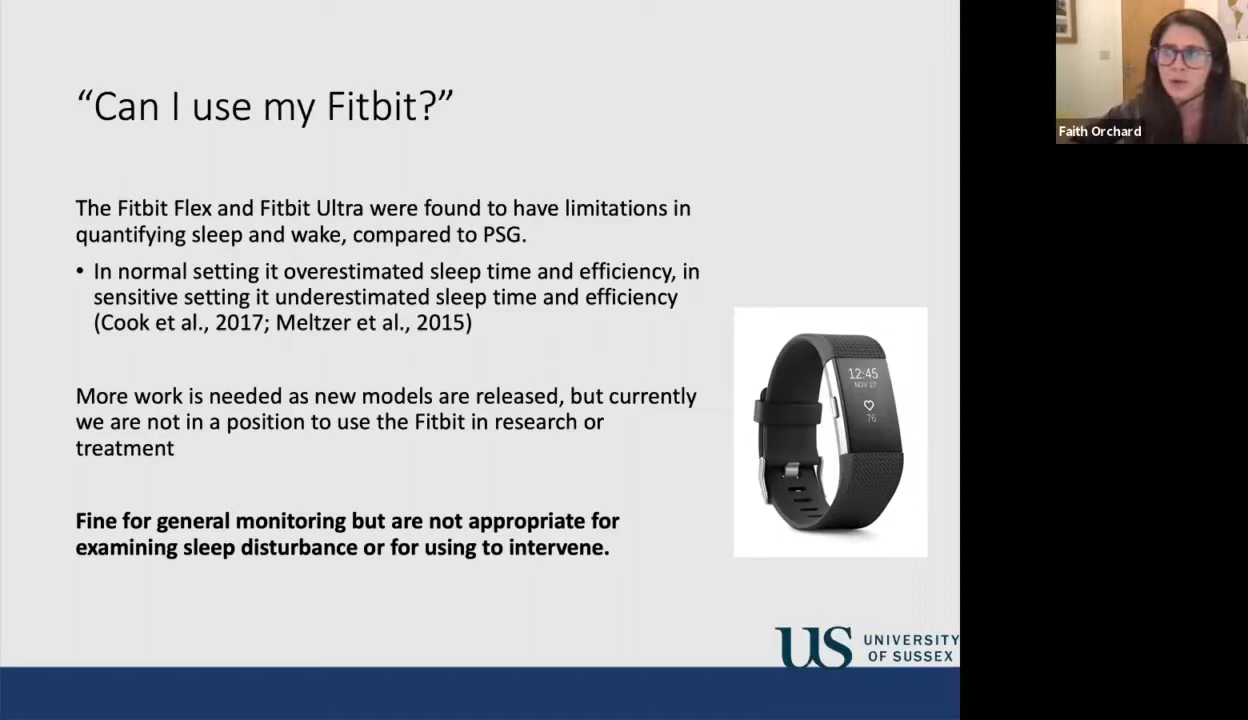 “Can I use my Fitbit?”
The Fitbit Flex and Fitbit Ultra were found to have limitations in
quantifying sleep and wake, compared to PSG.
• In normal setting it overestimated sleep time and efficiency, in
sensitive setting it underestimated sleep time and efficiency
(Cook et al., 2017; Meltzer et al., 2015)
More work is needed as new models are released, but currently
we are not in a position to use the Fitbit in research or
treatment
Fine for general monitoring but are not appropriate for
examining sleep disturbance or for using to intervene.
12:45
NOV 27
76
US UNIVERSITY
OF SUSSEX
Faith Orchard